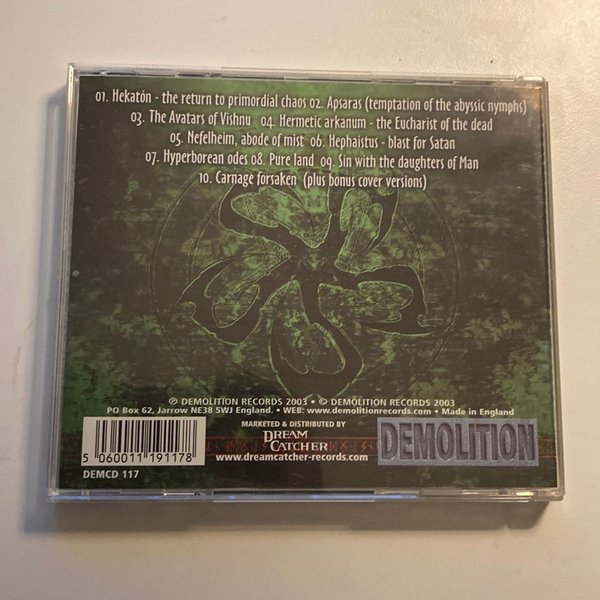 01. Hekatón - the return to primordial chaos 02. Apsaras (temptation of the abyssic nymphs)
03. The Avatars of Vishnu 04. Hermetic arkanum - the Eucharist of the dead
05. Nefelheim, abode of mist 06. Hephaistus - blast for Satan
07. Hyperborean odes 08. Pure land 09. Sin with the daughters of Man
10. Carnage forsaken (plus bonus cover versions)
℗ DEMOLITION RECORDS 2003 • © DEMOLITION RECORDS 2003
PO Box 62, Jarrow NE38 5WJ England. • WEB: www.demolitionrecords.com • Made in England
MARKETED & DISTRIBUTED BY
DREAM
CATCHER
www.dreamcatcher-records.com
DEMOLITION
5 060011 191178
DEMCD 117